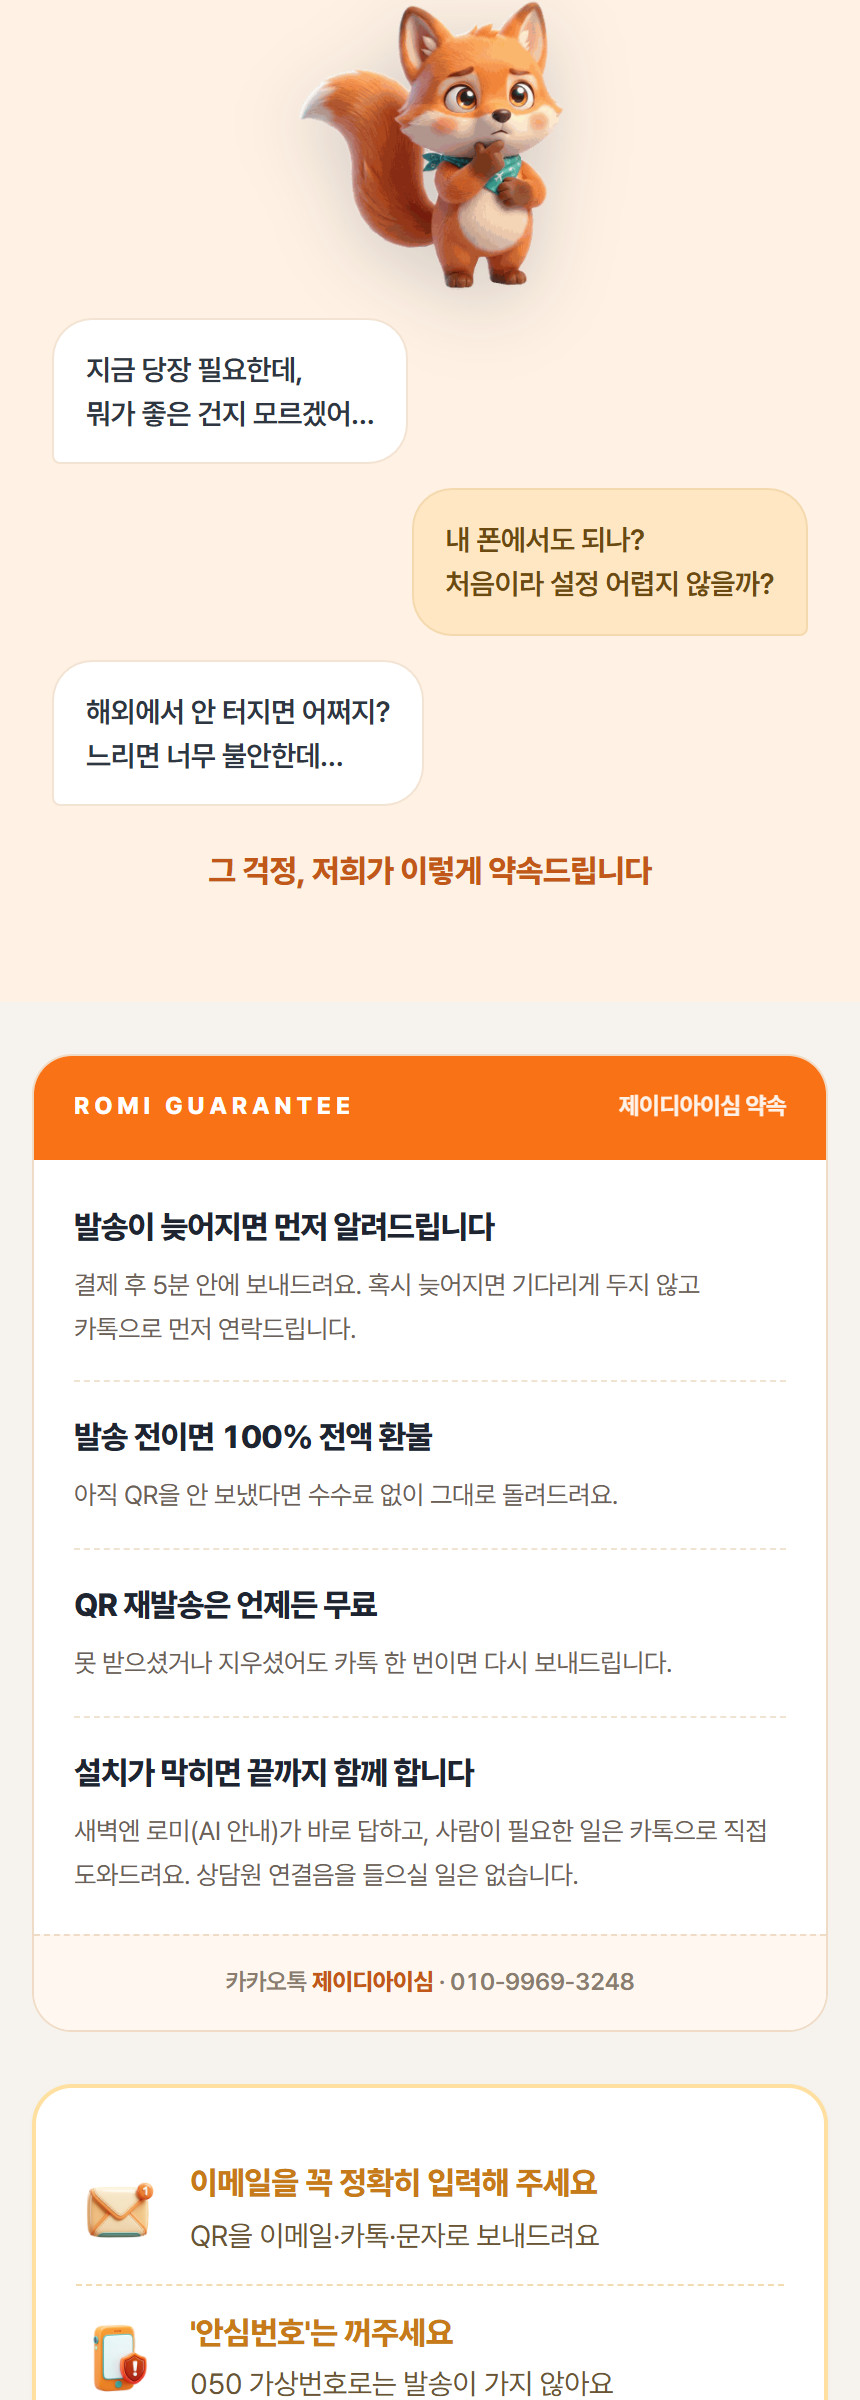 지금 당장 필요한데,
뭐가 좋은 건지 모르겠어...
내 폰에서도 되나?
처음이라 설정 어렵지 않을까?
해외에서 안 터지면 어쩌지?
느리면 너무 불안한데...
그 걱정, 저희가 이렇게 약속드립니다
ROMI GUARANTEE
제이디아이심 약속
발송이 늦어지면 먼저 알려드립니다
결제 후 5분 안에 보내드려요. 혹시 늦어지면 기다리게 두지 않고
카톡으로 먼저 연락드립니다.
발송 전이면 100% 전액 환불
아직 QR을 안 보냈다면 수수료 없이 그대로 돌려드려요.
QR 재발송은 언제든 무료
못 받으셨거나 지우셨어도 카톡 한 번이면 다시 보내드립니다.
설치가 막히면 끝까지 함께 합니다
새벽엔 로미(AI 안내)가 바로 답하고, 사람이 필요한 일은 카톡으로 직접
도와드려요. 상담원 연결음을 들으실 일은 없습니다.
카카오톡 제이디아이심 · 010-9969-3248
1
이메일을 꼭 정확히 입력해 주세요
QR을 이메일·카톡·문자로 보내드려요
'안심번호'는 꺼주세요
050 가상번호로는 발송이 가지 않아요